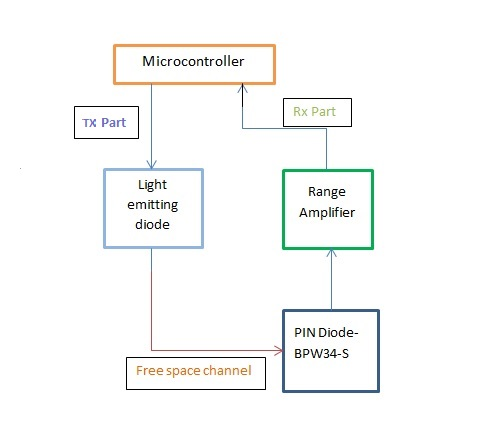 Microcontroller
TX Part
Rx Part
Light
emitting
diode
Range
Amplifier
PIN Diode-
BPW34-S
Free space channel